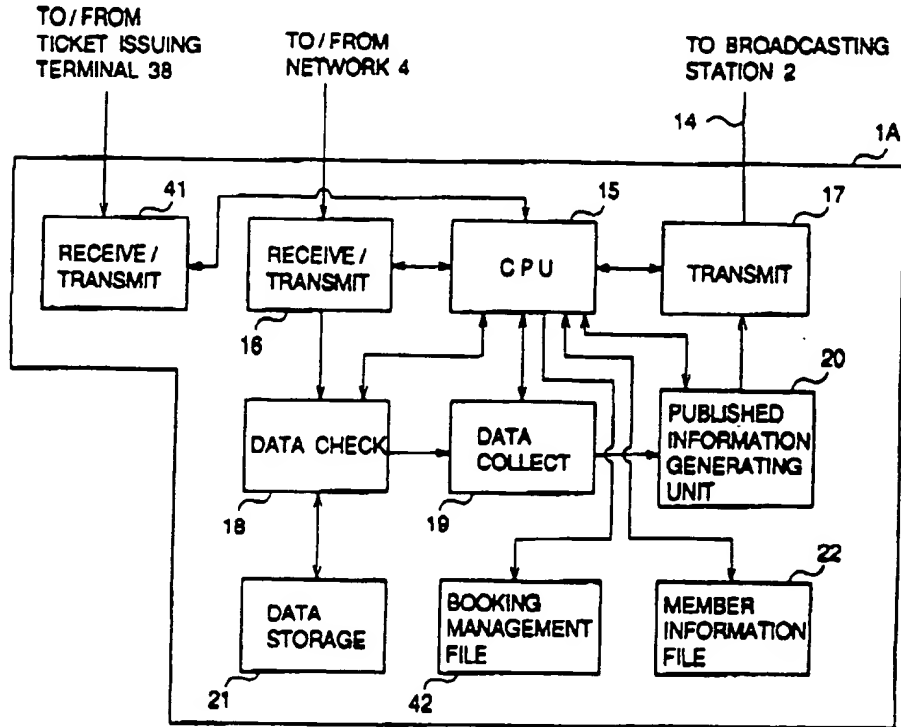 TO/FROM
TICKET ISSUING
TERMINAL 38
TO/FROM
NETWORK 4
TO BROADCASTING
STATION 2
14
1A
41
15
17
RECEIVE/
TRANSMIT
RECEIVE/
TRANSMIT
CPU
TRANSMIT
16
20
DATA CHECK
DATA
COLLECT
PUBLISHED
INFORMATION
GENERATING
UNIT
18
19
22
DATA
STORAGE
BOOKING
MANAGEMENT
FILE
MEMBER
INFORMATION
FILE
21
42